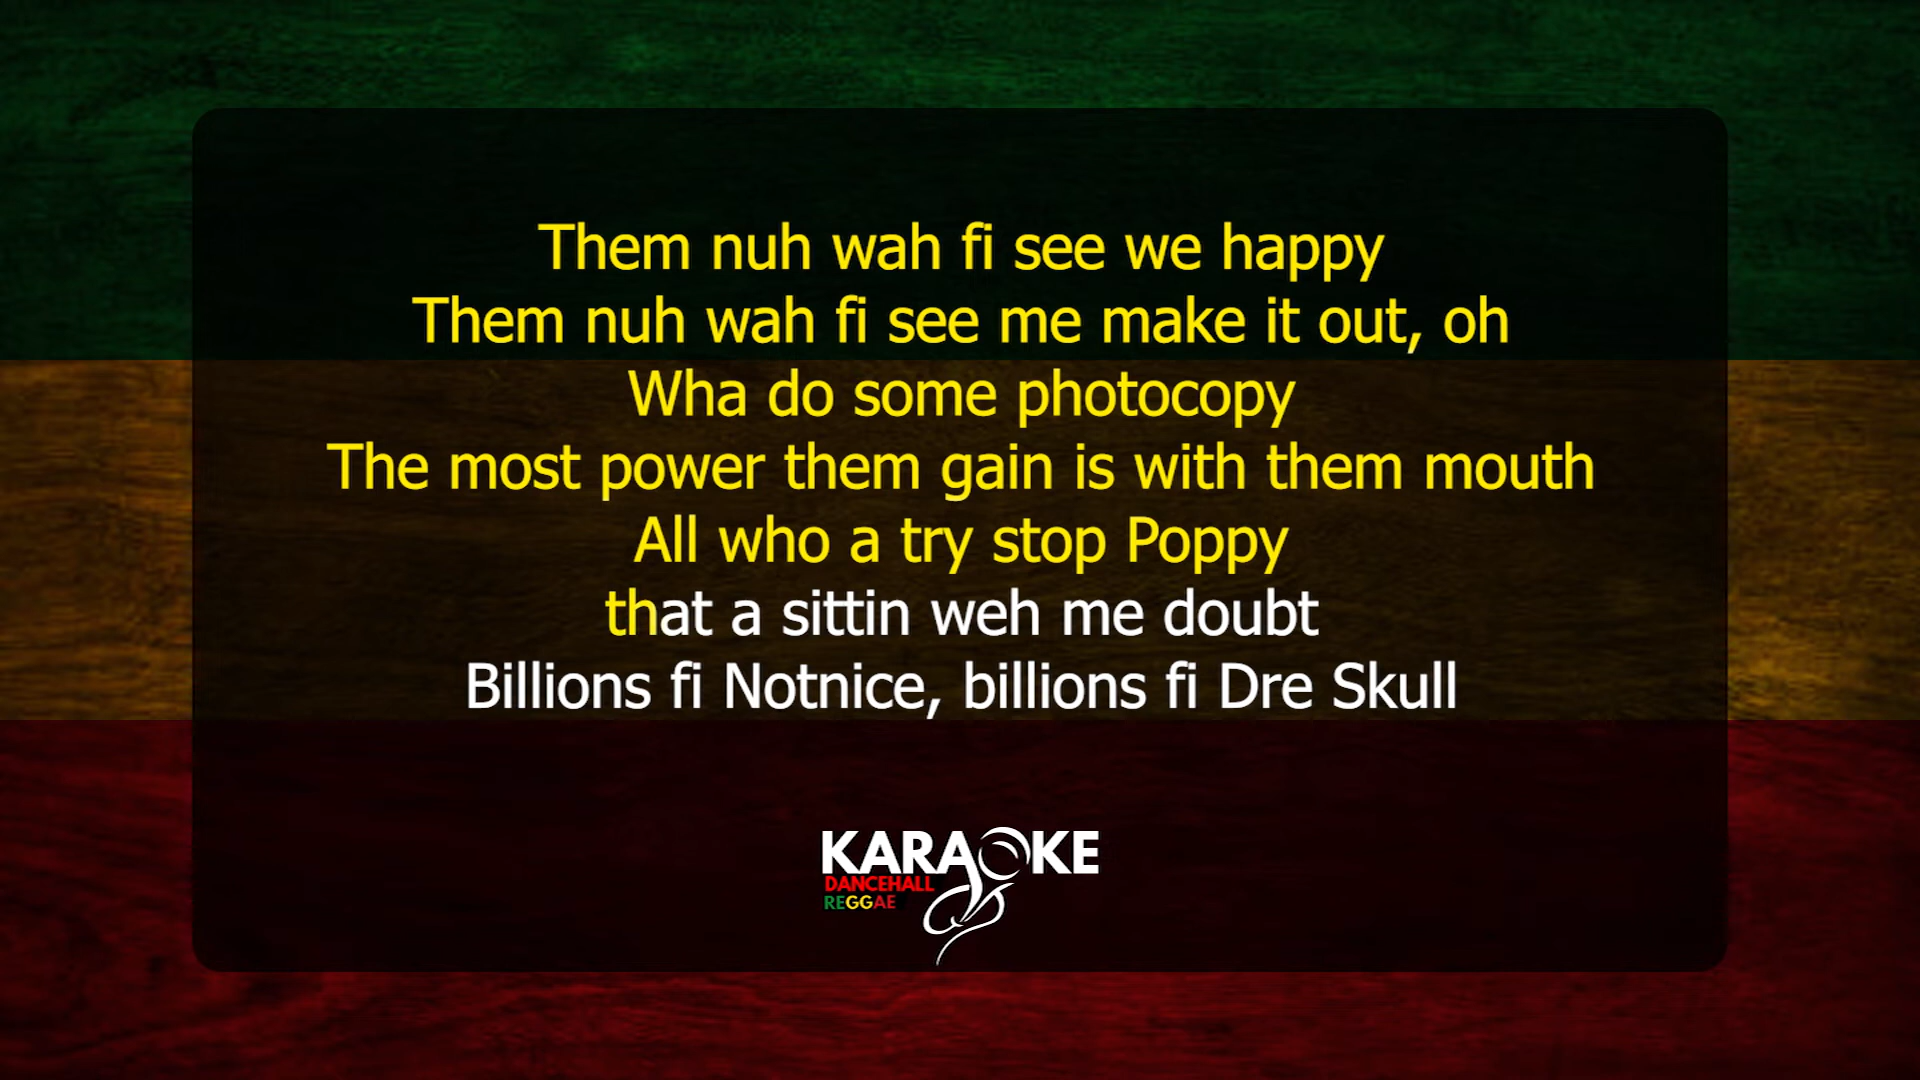 Them nuh wah fi see we happy
Them nuh wah fi see me make it out, oh
Wha do some photocopy
The most power them gain is with them mouth
All who a try stop Poppy
that a sittin weh me doubt
Billions fi Notnice, billions fi Dre Skull
KARAOKE
DANCEHALL
REGGAE